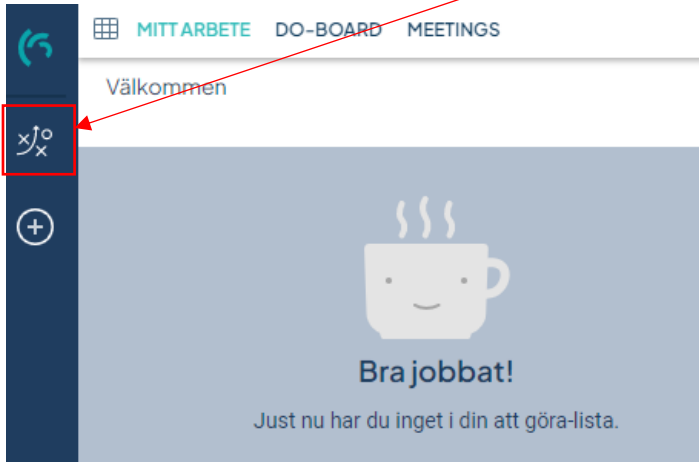 MITT ARBETE DO-BOARD MEETINGS
Välkommen
Bra jobbat!
Just nu har du inget i din att göra-lista.